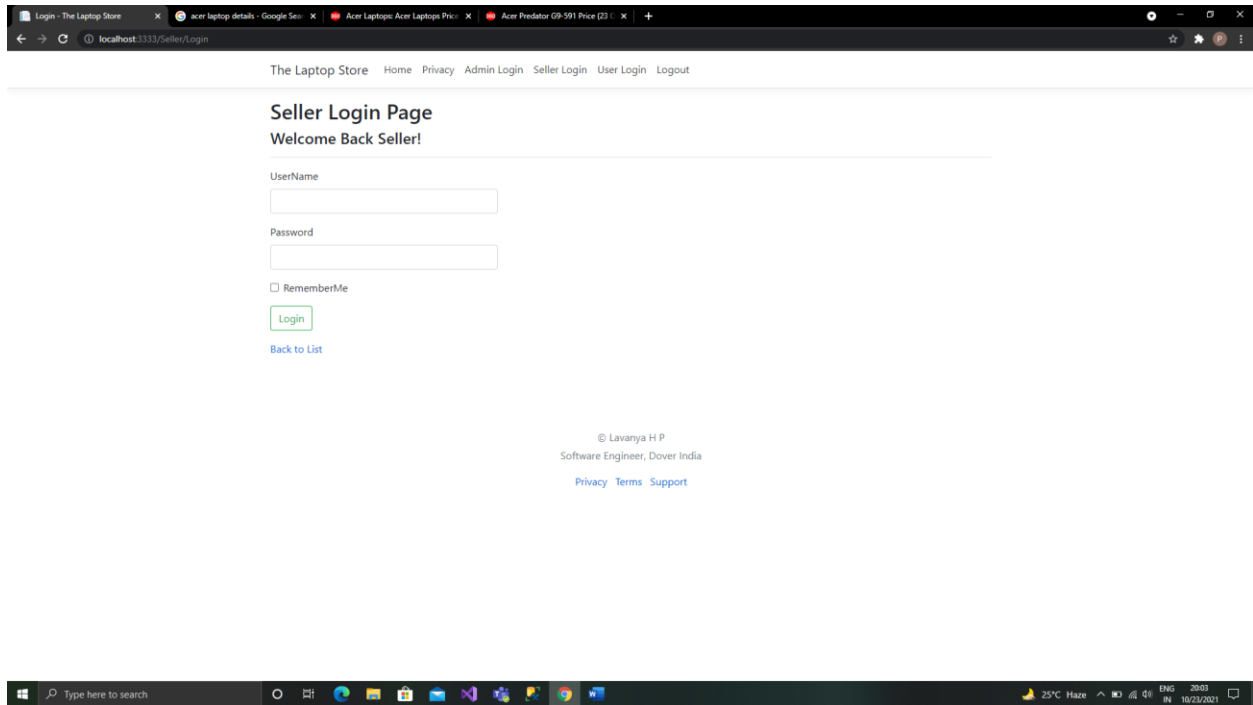 Login - The Laptop Store
acer laptop details - Google Sear
Acer Laptops: Acer Laptops Price
Acer Predator G9-591 Price (23 O
localhost:3333/Seller/Login
P
The Laptop Store Home Privacy Admin Login Seller Login User Login Logout
Seller Login Page
Welcome Back Seller!
UserName
Password
RememberMe
Login
Back to List
© Lavanya H P
Software Engineer, Dover India
Privacy Terms Support
Type here to search
25°C Haze
ENG
IN
20:03
10/23/2021